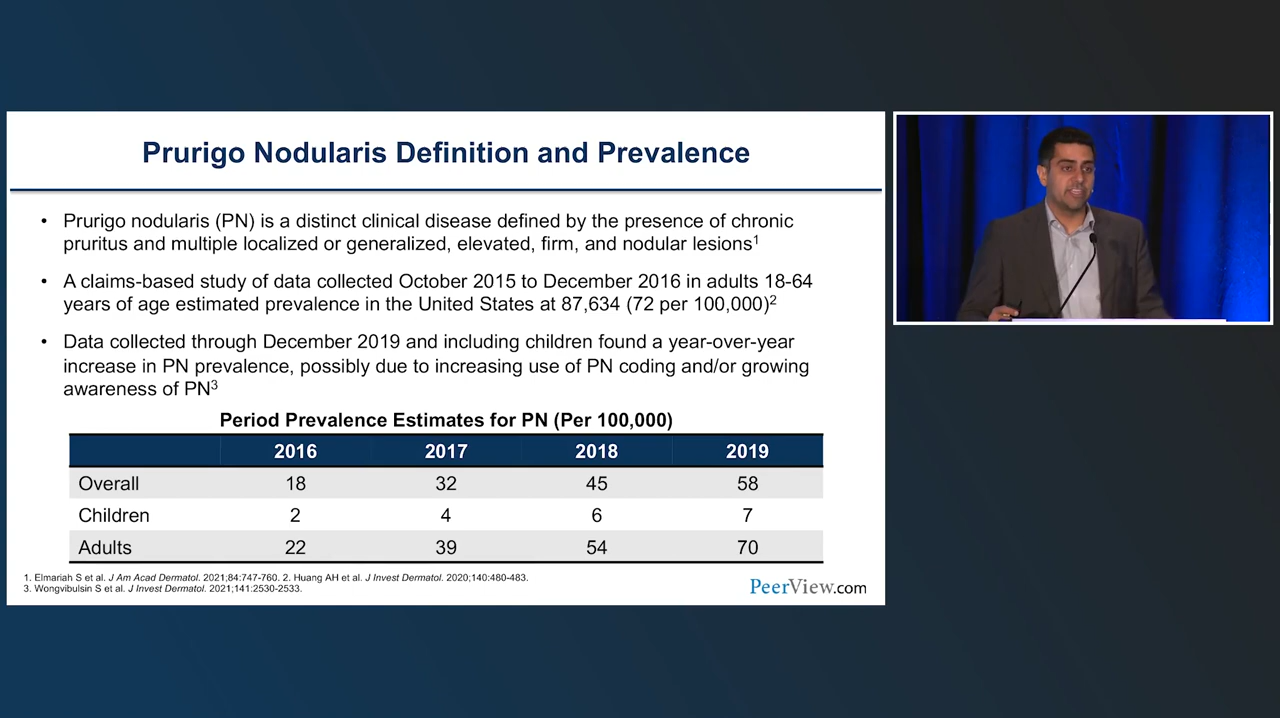 Prurigo Nodularis Definition and Prevalence
• Prurigo nodularis (PN) is a distinct clinical disease defined by the presence of chronic
pruritus and multiple localized or generalized, elevated, firm, and nodular lesions1
• A claims-based study of data collected October 2015 to December 2016 in adults 18-64
years of age estimated prevalence in the United States at 87,634 (72 per 100,000)2
• Data collected through December 2019 and including children found a year-over-year
increase in PN prevalence, possibly due to increasing use of PN coding and/or growing
awareness of PN3
Period Prevalence Estimates for PN (Per 100,000)
2016 2017 2018 2019
Overall 18 32 45 58
Children 2 4 6 7
Adults 22 39 54 70
1. Elmariah S et al. J Am Acad Dermatol. 2021;84:747-760. 2. Huang AH et al. J Invest Dermatol. 2020;140:480-483.
3. Wongvibulsin S et al. J Invest Dermatol. 2021;141:2530-2533.
PeerView.com